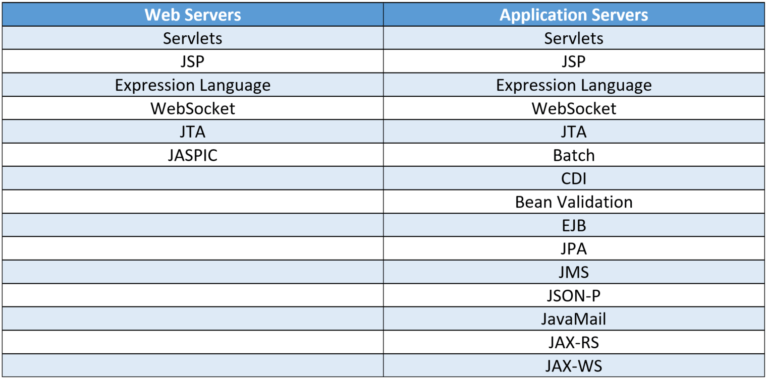 Web Servers Application Servers
Servlets Servlets
JSP JSP
Expression Language Expression Language
WebSocket WebSocket
JTA JTA
JASPIC Batch
CDI
Bean Validation
EJB
JPA
JMS
JSON-P
JavaMail
JAX-RS
JAX-WS